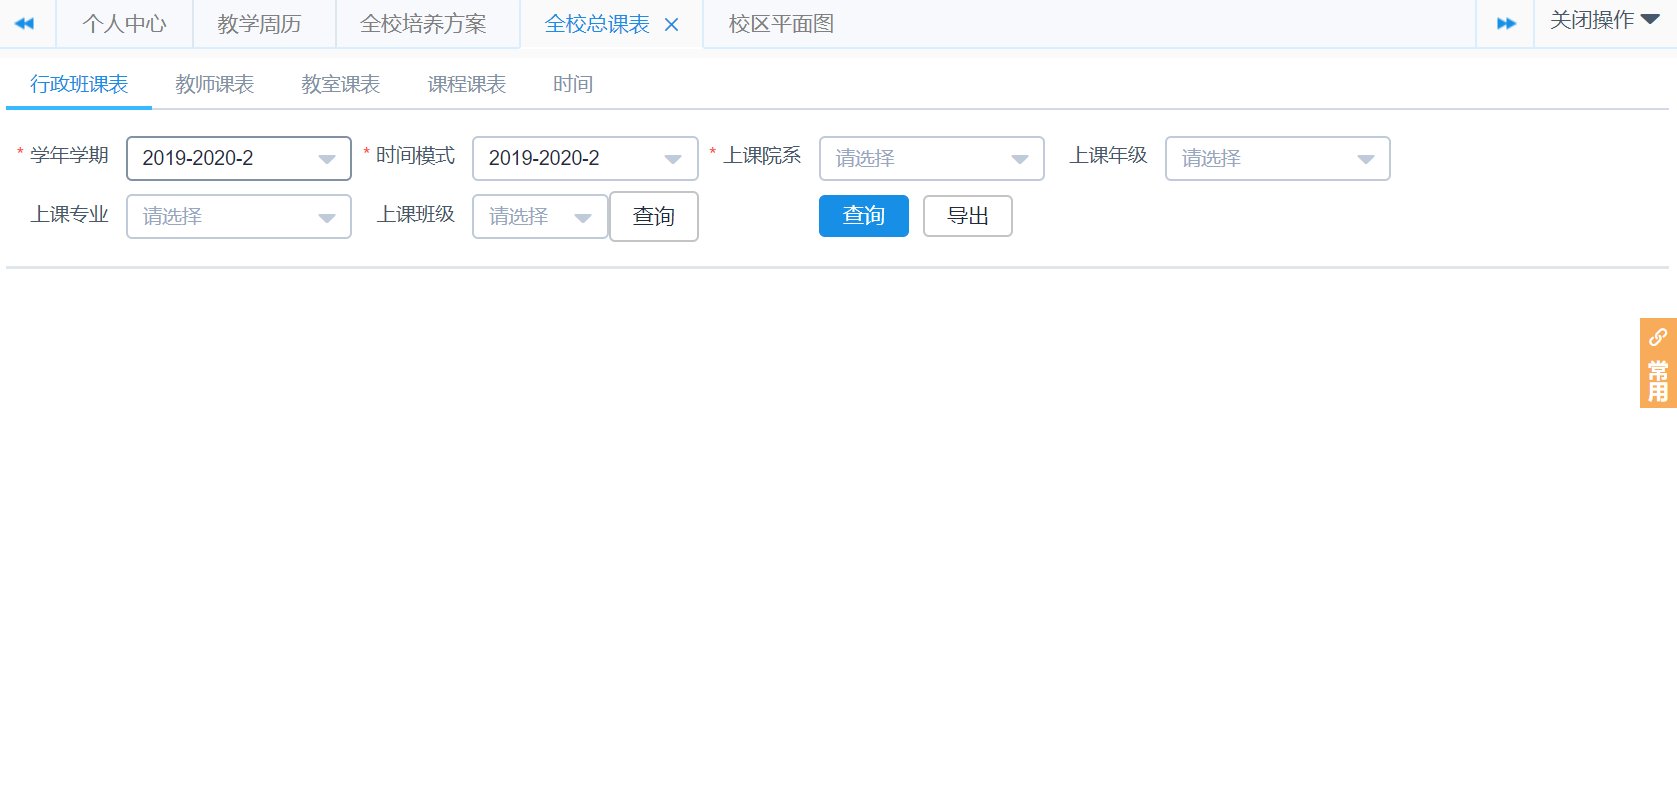 个人中心 教学周历 全校培养方案 全校总课表 校区平面图 关闭操作
行政班课表 教师课表 教室课表 课程课表 时间
* 学年学期 2019-2020-2 * 时间模式 2019-2020-2 * 上课院系 请选择 上课年级 请选择
上课专业 请选择 上课班级 请选择 查询 查询 导出
常用